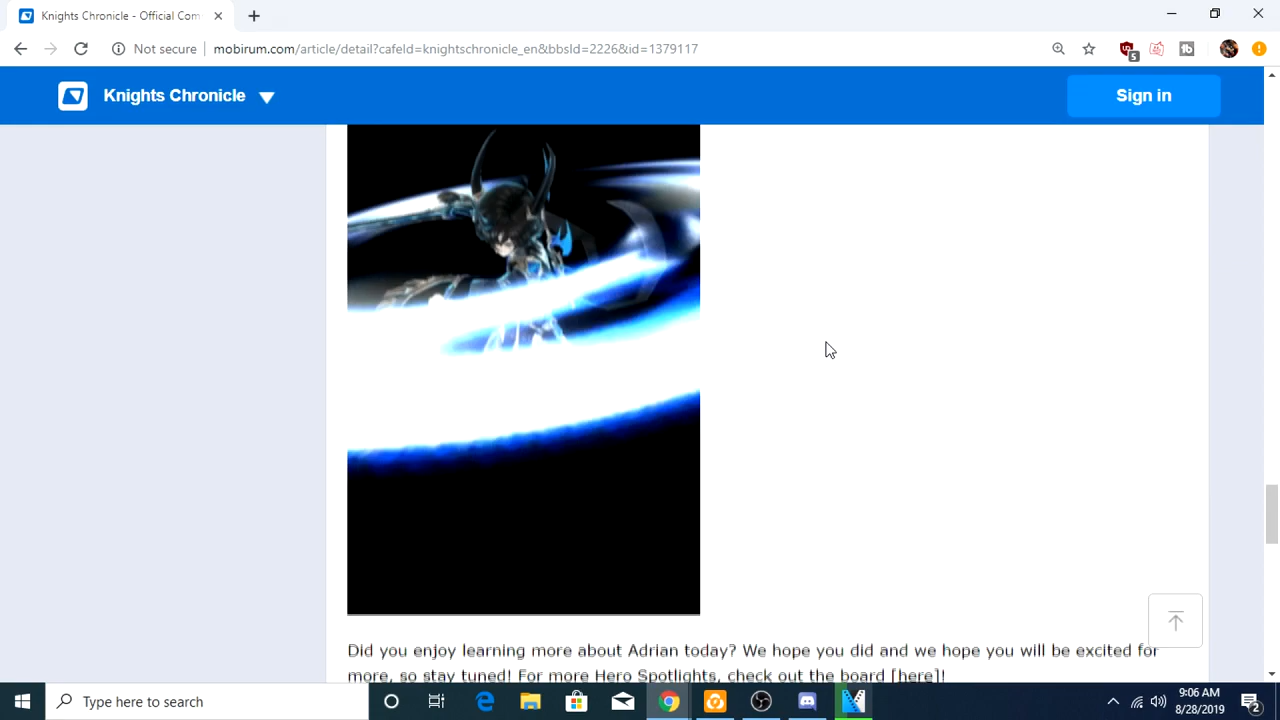 Knights Chronicle - Official Com
Not secure
mobirum.com/article/detail?cafeId=knightschronicle_en&bbsId=2226&id=1379117
5
Knights Chronicle
Sign in
Did you enjoy learning more about Adrian today? We hope you did and we hope you will be excited for
more, so stay tuned! For more Hero Spotlights, check out the board [here]!
Type here to search
9:06 AM
8/28/2019
2